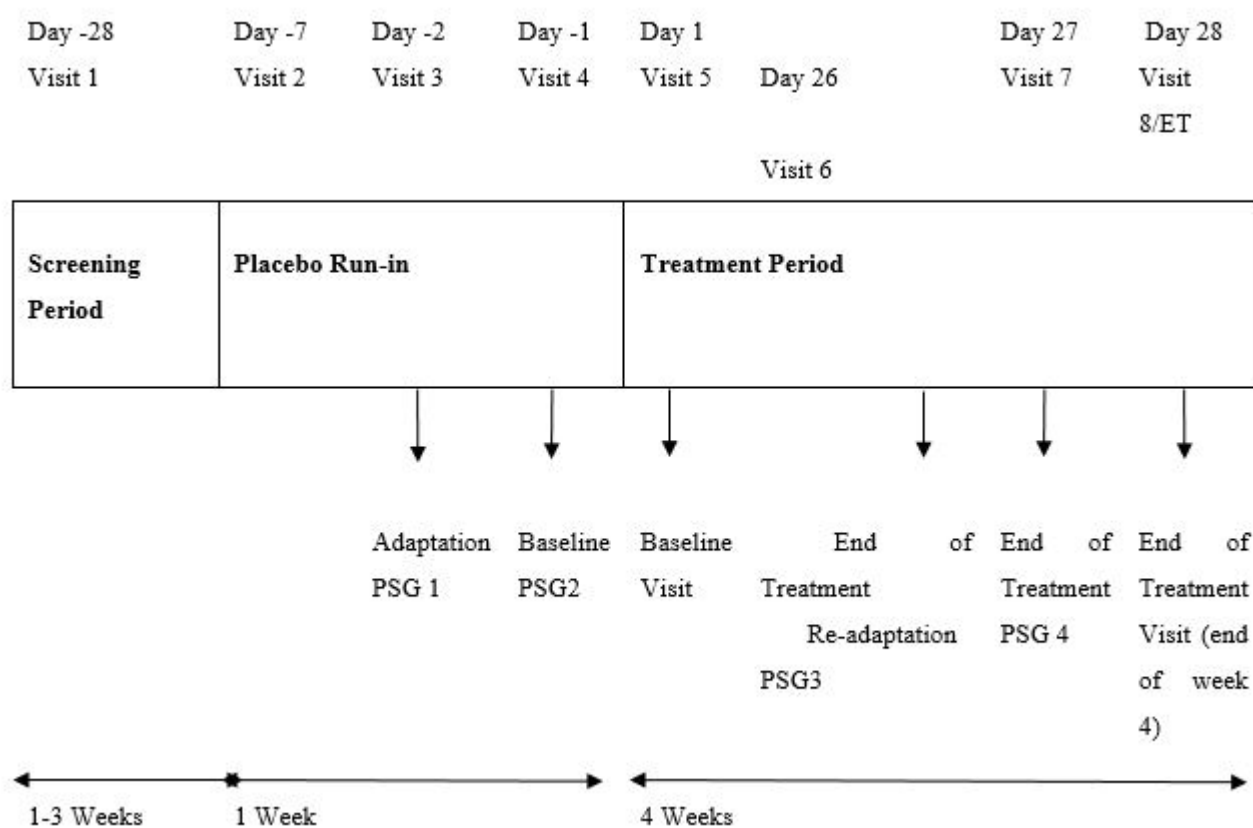 Day -28 Day -7 Day -2 Day -1 Day 1 Day 27 Day 28
Visit 1 Visit 2 Visit 3 Visit 4 Visit 5 Day 26 Visit 7 Visit
8/ET
Visit 6
Screening Placebo Run-in Treatment Period
Period
Adaptation Baseline Baseline End of End of End of
PSG 1 PSG2 Visit Treatment Treatment Treatment
Re-adaptation PSG 4 Visit (end
PSG3 of week
4)
1-3 Weeks 1 Week 4 Weeks